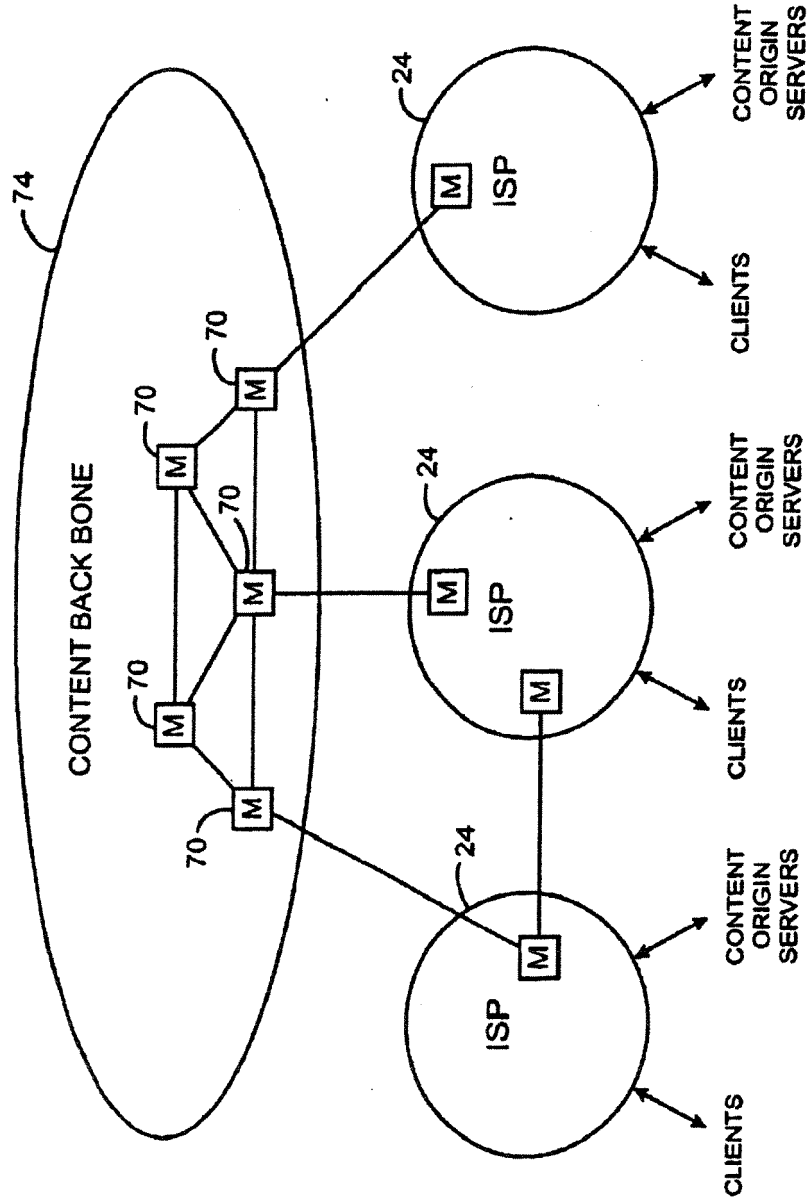 74
CONTENT BACK BONE
70
70
70
70
70
M
M
M
M
M
24
24
24
M
ISP
M
ISP
M
M
ISP
CLIENTS
CONTENT
ORIGIN
SERVERS
CLIENTS
CONTENT
ORIGIN
SERVERS
CLIENTS
CONTENT
ORIGIN
SERVERS